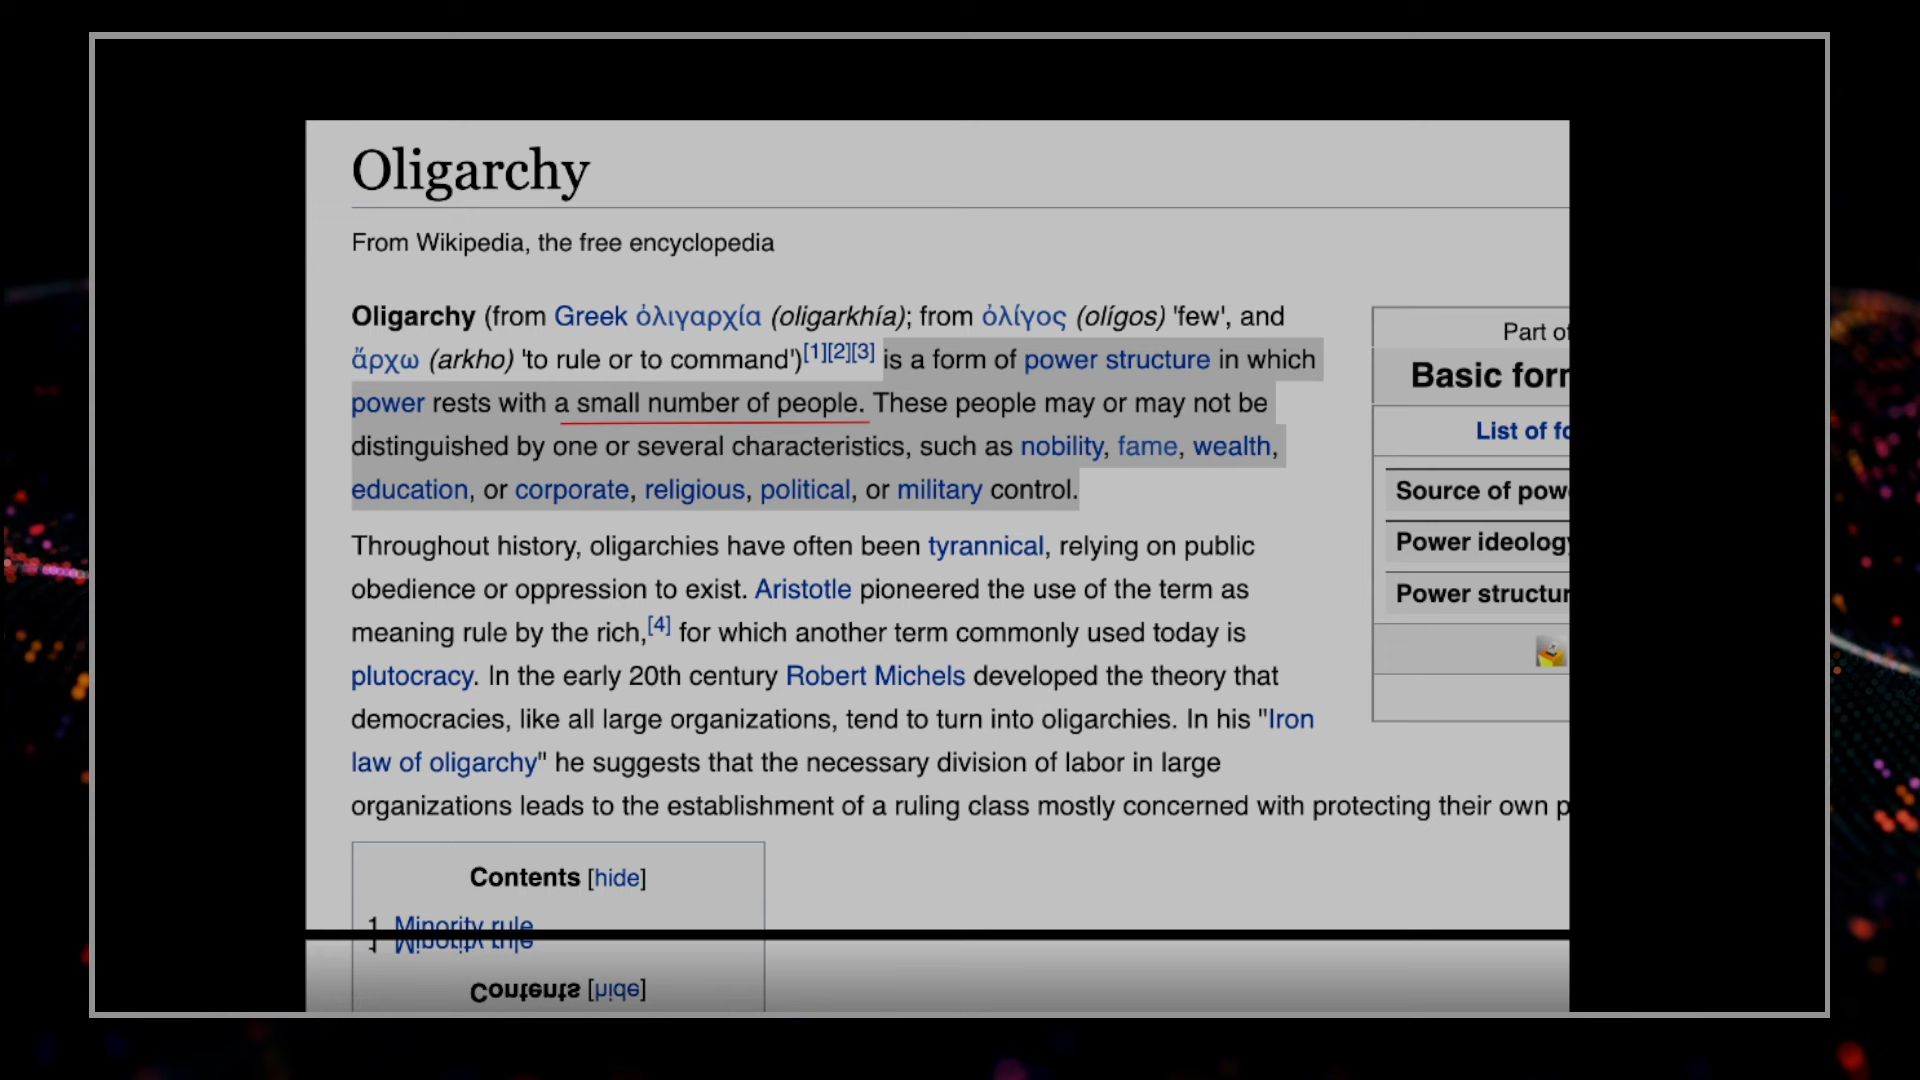 Oligarchy
From Wikipedia, the free encyclopedia
Oligarchy (from Greek ὀλιγαρχία (oligarkhía); from ὀλίγος (olígos) 'few', and
ἄρχω (arkho) 'to rule or to command')[1][2][3] is a form of power structure in which
power rests with a small number of people. These people may or may not be
distinguished by one or several characteristics, such as nobility, fame, wealth,
education, or corporate, religious, political, or military control.
Throughout history, oligarchies have often been tyrannical, relying on public
obedience or oppression to exist. Aristotle pioneered the use of the term as
meaning rule by the rich,[4] for which another term commonly used today is
plutocracy. In the early 20th century Robert Michels developed the theory that
democracies, like all large organizations, tend to turn into oligarchies. In his "Iron
law of oligarchy" he suggests that the necessary division of labor in large
organizations leads to the establishment of a ruling class mostly concerned with protecting their own p
Part of
Basic for
List of fo
Source of pow
Power ideology
Power structur
Contents [hide]
1 Minority rule